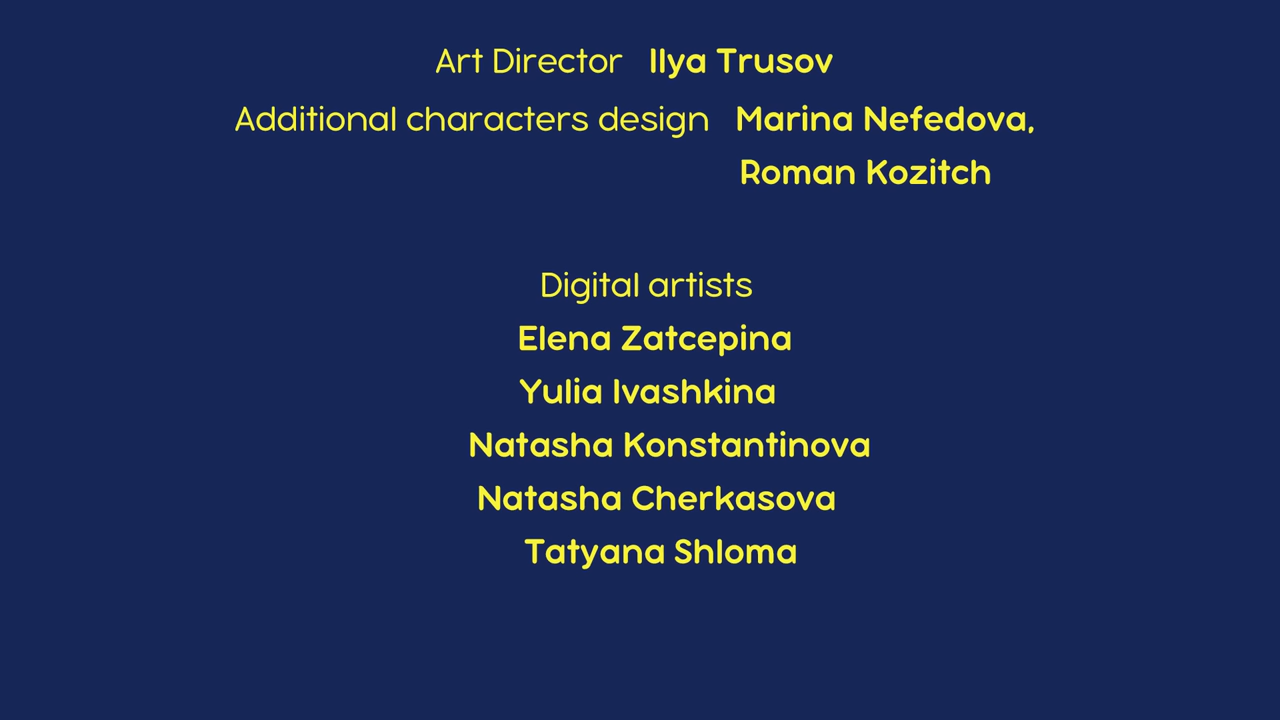 Art Director Ilya Trusov
Additional characters design Marina Nefedova,
Roman Kozitch
Digital artists
Elena Zatcepina
Yulia Ivashkina
Natasha Konstantinova
Natasha Cherkasova
Tatyana Shloma